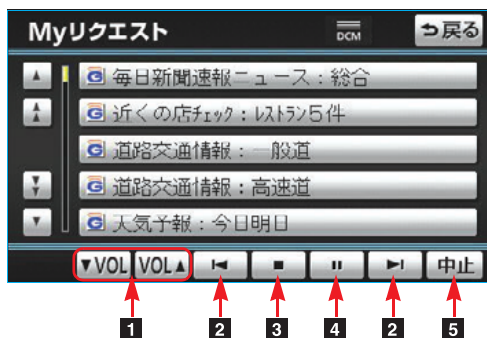 Myリクエスト
DCM
戻る
G 毎日新聞速報ニュース：総合
G 近くの店チェック：レストラン5件
G 道路交通情報：一般道
G 道路交通情報：高速道
G 天気予報：今日明日
▼VOL VOL▲ 中止
1 2 3 4 2 5